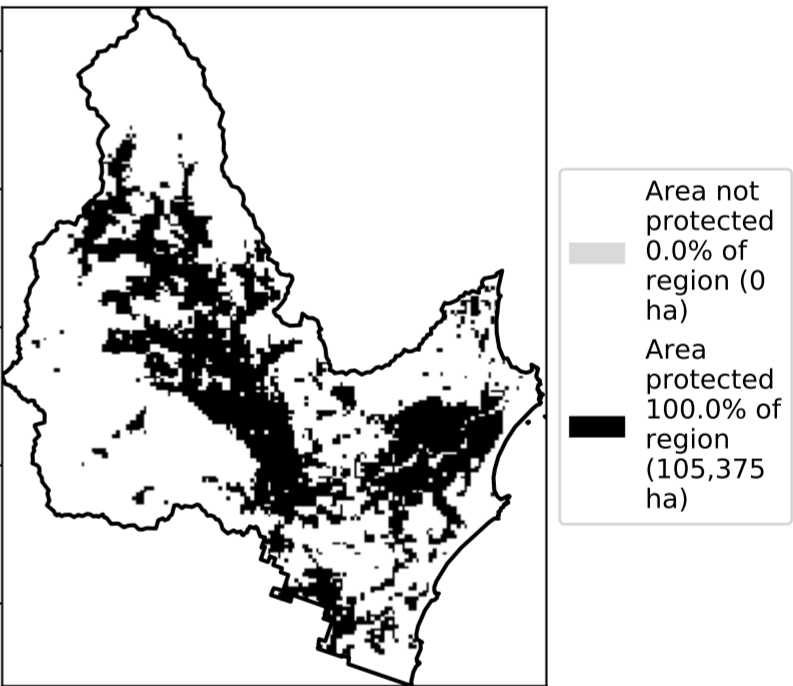 Area not
protected
0.0% of
region (0
ha)
Area
protected
100.0% of
region
(105,375
ha)